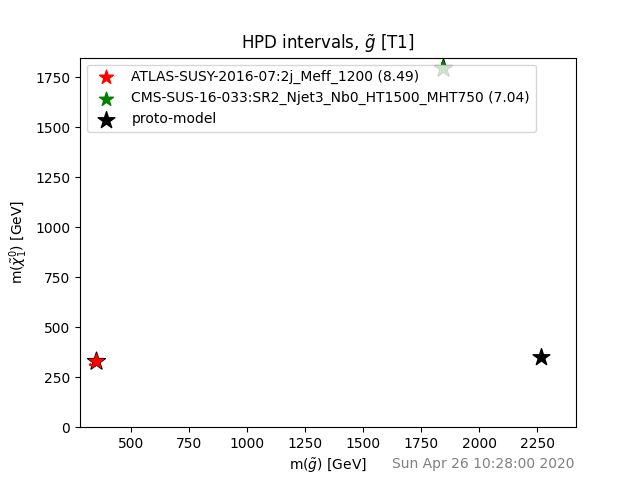 HPD intervals, g̃ [T1]
ATLAS-SUSY-2016-07:2j_Meff_1200 (8.49)
CMS-SUS-16-033:SR2_Njet3_Nb0_HT1500_MHT750 (7.04)
proto-model
m(χ̃⁰₁) [GeV]
1750
1500
1250
1000
750
500
250
0
500 750 1000 1250 1500 1750 2000 2250
m(g̃) [GeV]
Sun Apr 26 10:28:00 2020